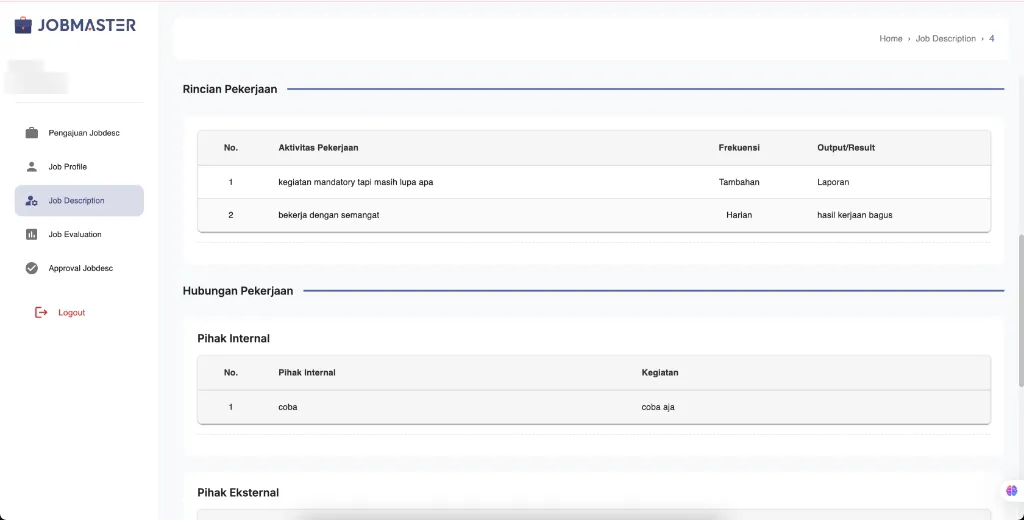 JOBMASTER
Home › Job Description › 4
Pengajuan Jobdesc
Job Profile
Job Description
Job Evaluation
Approval Jobdesc
Logout
Rincian Pekerjaan
No. Aktivitas Pekerjaan Frekuensi Output/Result
1 kegiatan mandatory tapi masih lupa apa Tambahan Laporan
2 bekerja dengan semangat Harian hasil kerjaan bagus
Hubungan Pekerjaan
Pihak Internal
No. Pihak Internal Kegiatan
1 coba coba aja
Pihak Eksternal